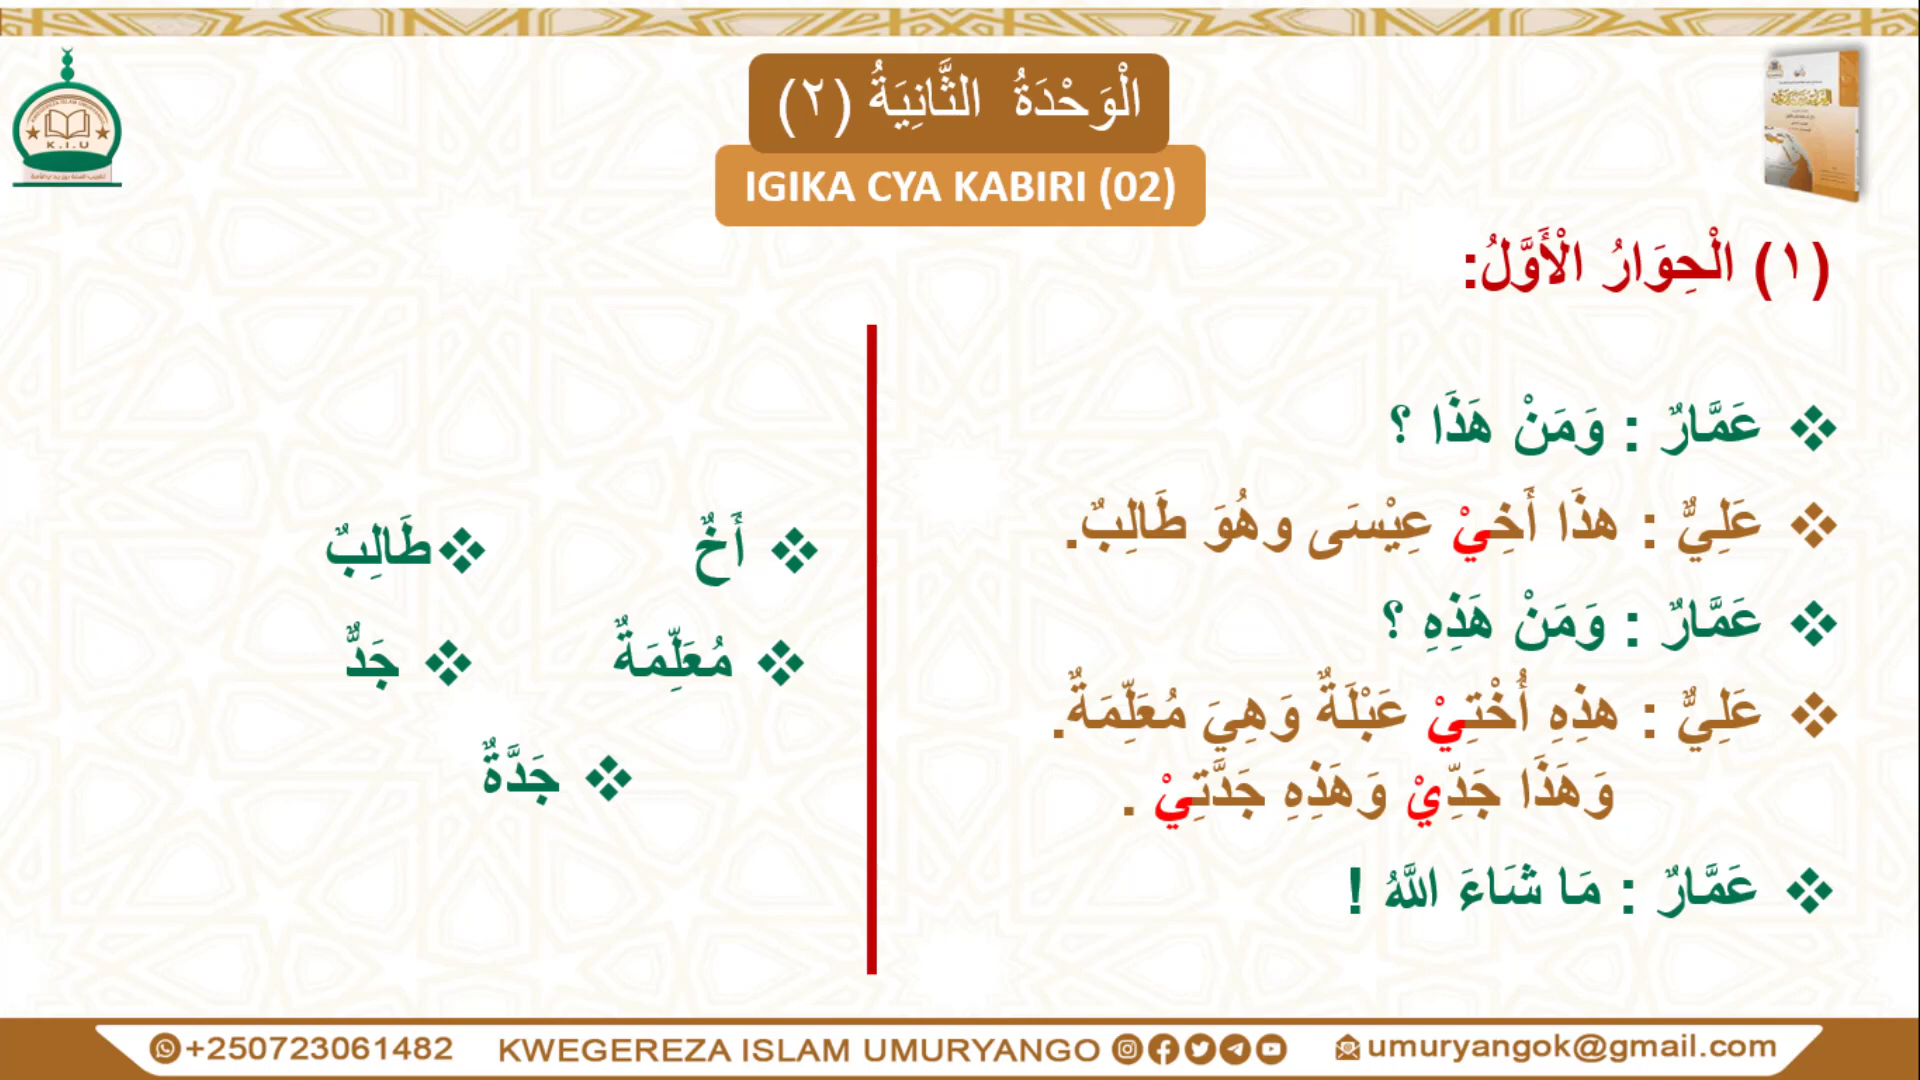 الْوَحْدَةُ الثَّانِيَةُ (٢)
IGIKA CYA KABIRI (02)
K.I.U
(١) الْحِوَارُ الْأَوَّلُ:
❖ عَمَّارٌ : وَمَنْ هَذَا ؟
❖ عَلِيٌّ : هذَا أَخِيْ عِيْسَى وهُوَ طَالِبٌ.
❖ عَمَّارٌ : وَمَنْ هَذِهِ ؟
❖ عَلِيٌّ : هذِهِ أُخْتِيْ عَبْلَةٌ وَهِيَ مُعَلِّمَةٌ.
وَهَذَا جَدِّيْ وَهَذِهِ جَدَّتِيْ .
❖ عَمَّارٌ : مَا شَاءَ اللَّهُ !
❖ أَخٌ ❖ طَالِبٌ
❖ مُعَلِّمَةٌ ❖ جَدٌّ
❖ جَدَّةٌ
+250723061482 KWEGEREZA ISLAM UMURYANGO umuryangok@gmail.com